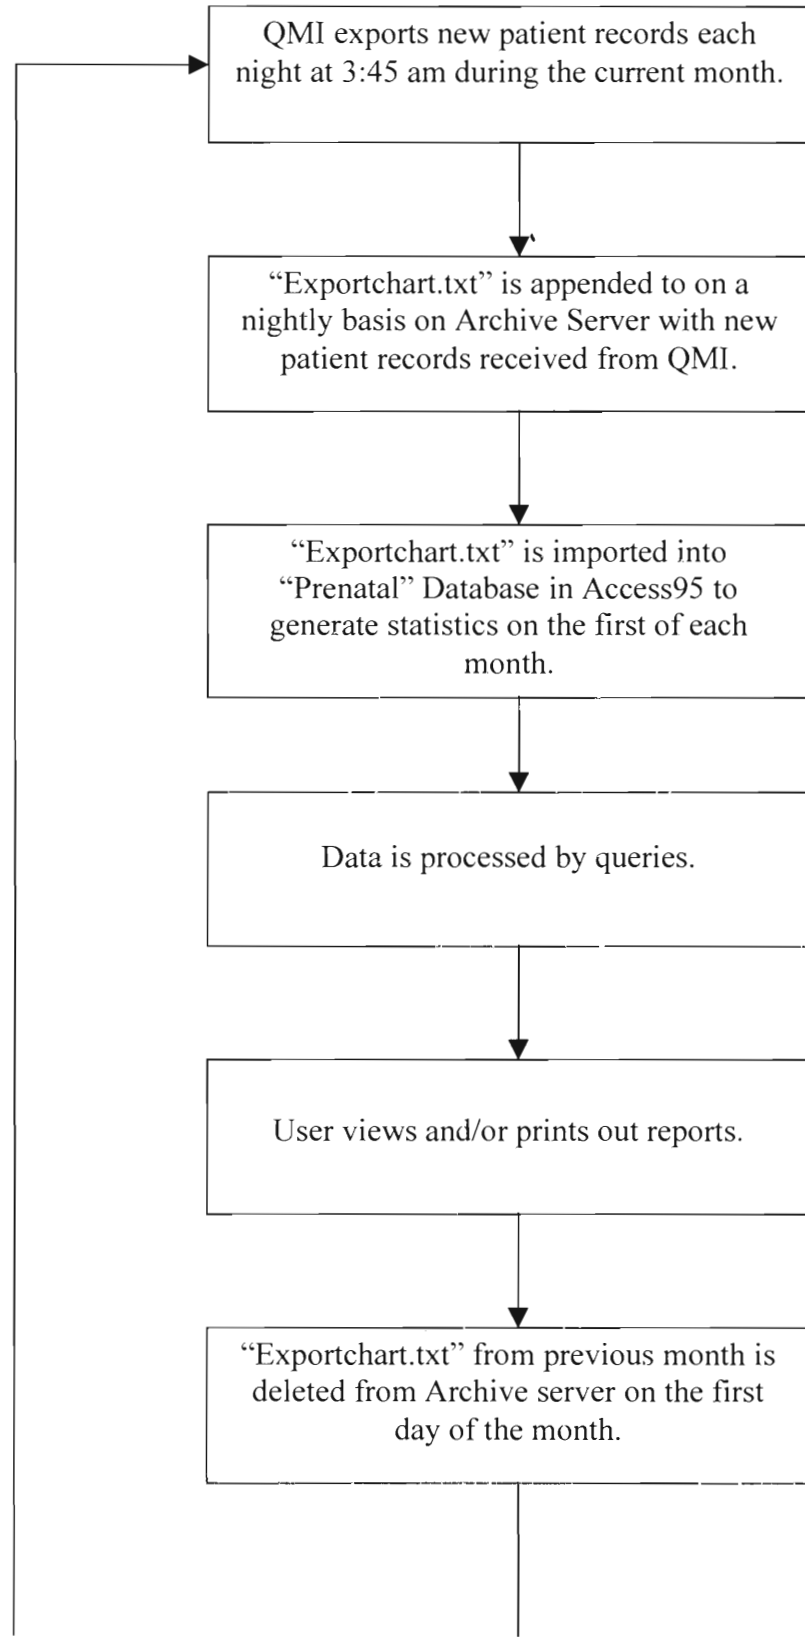 QMI exports new patient records each
night at 3:45 am during the current month.
“Exportchart.txt” is appended to on a
nightly basis on Archive Server with new
patient records received from QMI.
“Exportchart.txt” is imported into
“Prenatal” Database in Access95 to
generate statistics on the first of each
month.
Data is processed by queries.
User views and/or prints out reports.
“Exportchart.txt” from previous month is
deleted from Archive server on the first
day of the month.